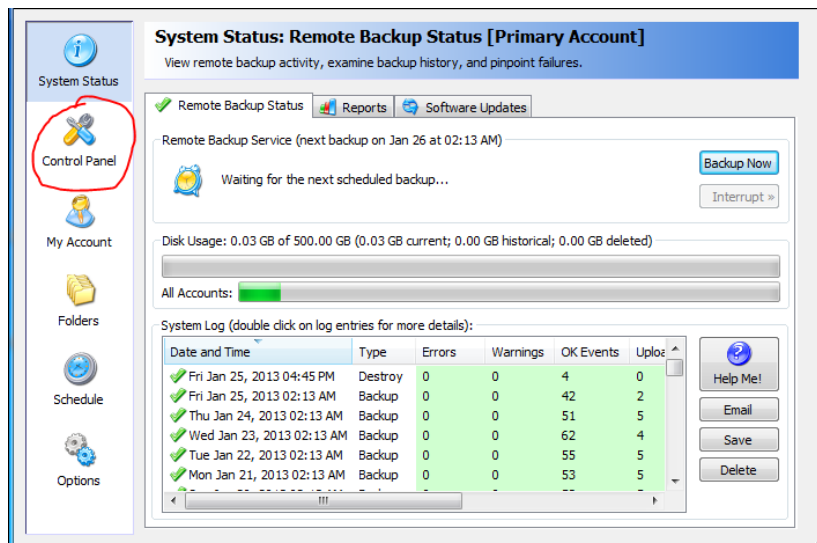 System Status: Remote Backup Status [Primary Account]
View remote backup activity, examine backup history, and pinpoint failures.
System Status
Control Panel
My Account
Folders
Schedule
Options
Remote Backup Status Reports Software Updates
Remote Backup Service (next backup on Jan 26 at 02:13 AM)
Waiting for the next scheduled backup...
Backup Now
Interrupt »
Disk Usage: 0.03 GB of 500.00 GB (0.03 GB current; 0.00 GB historical; 0.00 GB deleted)
All Accounts:
System Log (double click on log entries for more details):
Date and Time Type Errors Warnings OK Events Uploa
Fri Jan 25, 2013 04:45 PM Destroy 0 0 4 0
Fri Jan 25, 2013 02:13 AM Backup 0 0 42 2
Thu Jan 24, 2013 02:13 AM Backup 0 0 51 5
Wed Jan 23, 2013 02:13 AM Backup 0 0 62 4
Tue Jan 22, 2013 02:13 AM Backup 0 0 55 5
Mon Jan 21, 2013 02:13 AM Backup 0 0 53 5
Help Me!
Email
Save
Delete